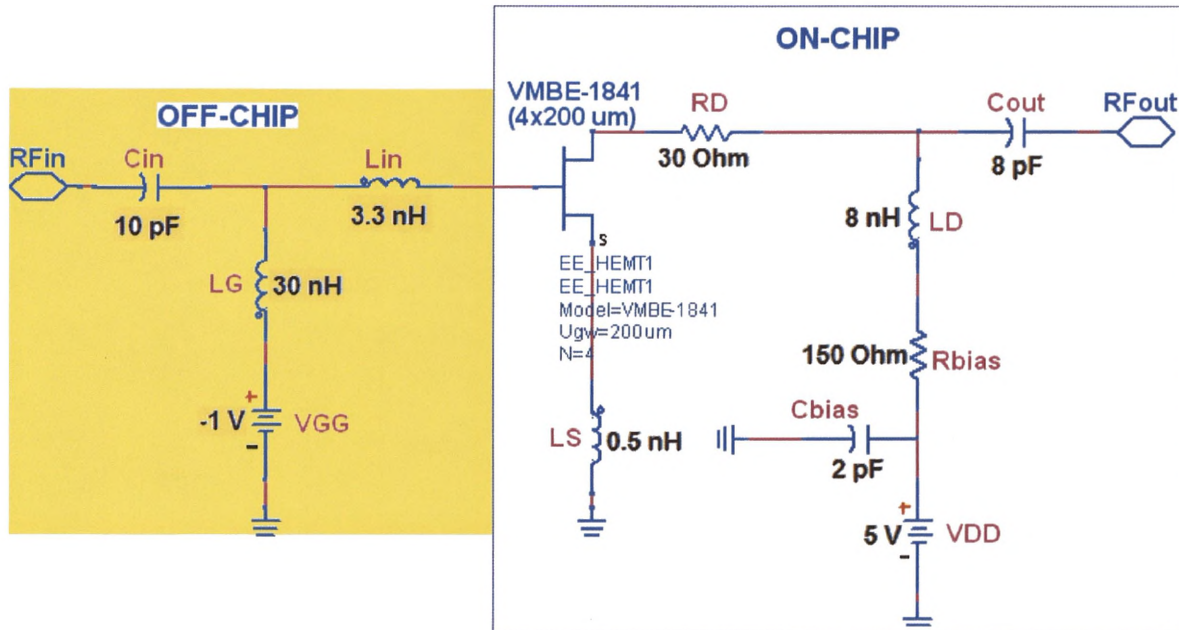 ON-CHIP
OFF-CHIP
VMBE-1841
(4x200 um)
RD
30 Ohm
Cout
8 pF
RFout
RFin
Cin
10 pF
Lin
3.3 nH
LG
30 nH
-1 V
VGG
+
-
S
EE_HEMT1
EE_HEMT1
Model=VMBE-1841
Ugw=200um
N=4
LS
0.5 nH
8 nH
LD
150 Ohm
Rbias
Cbias
2 pF
+
5 V
VDD
-